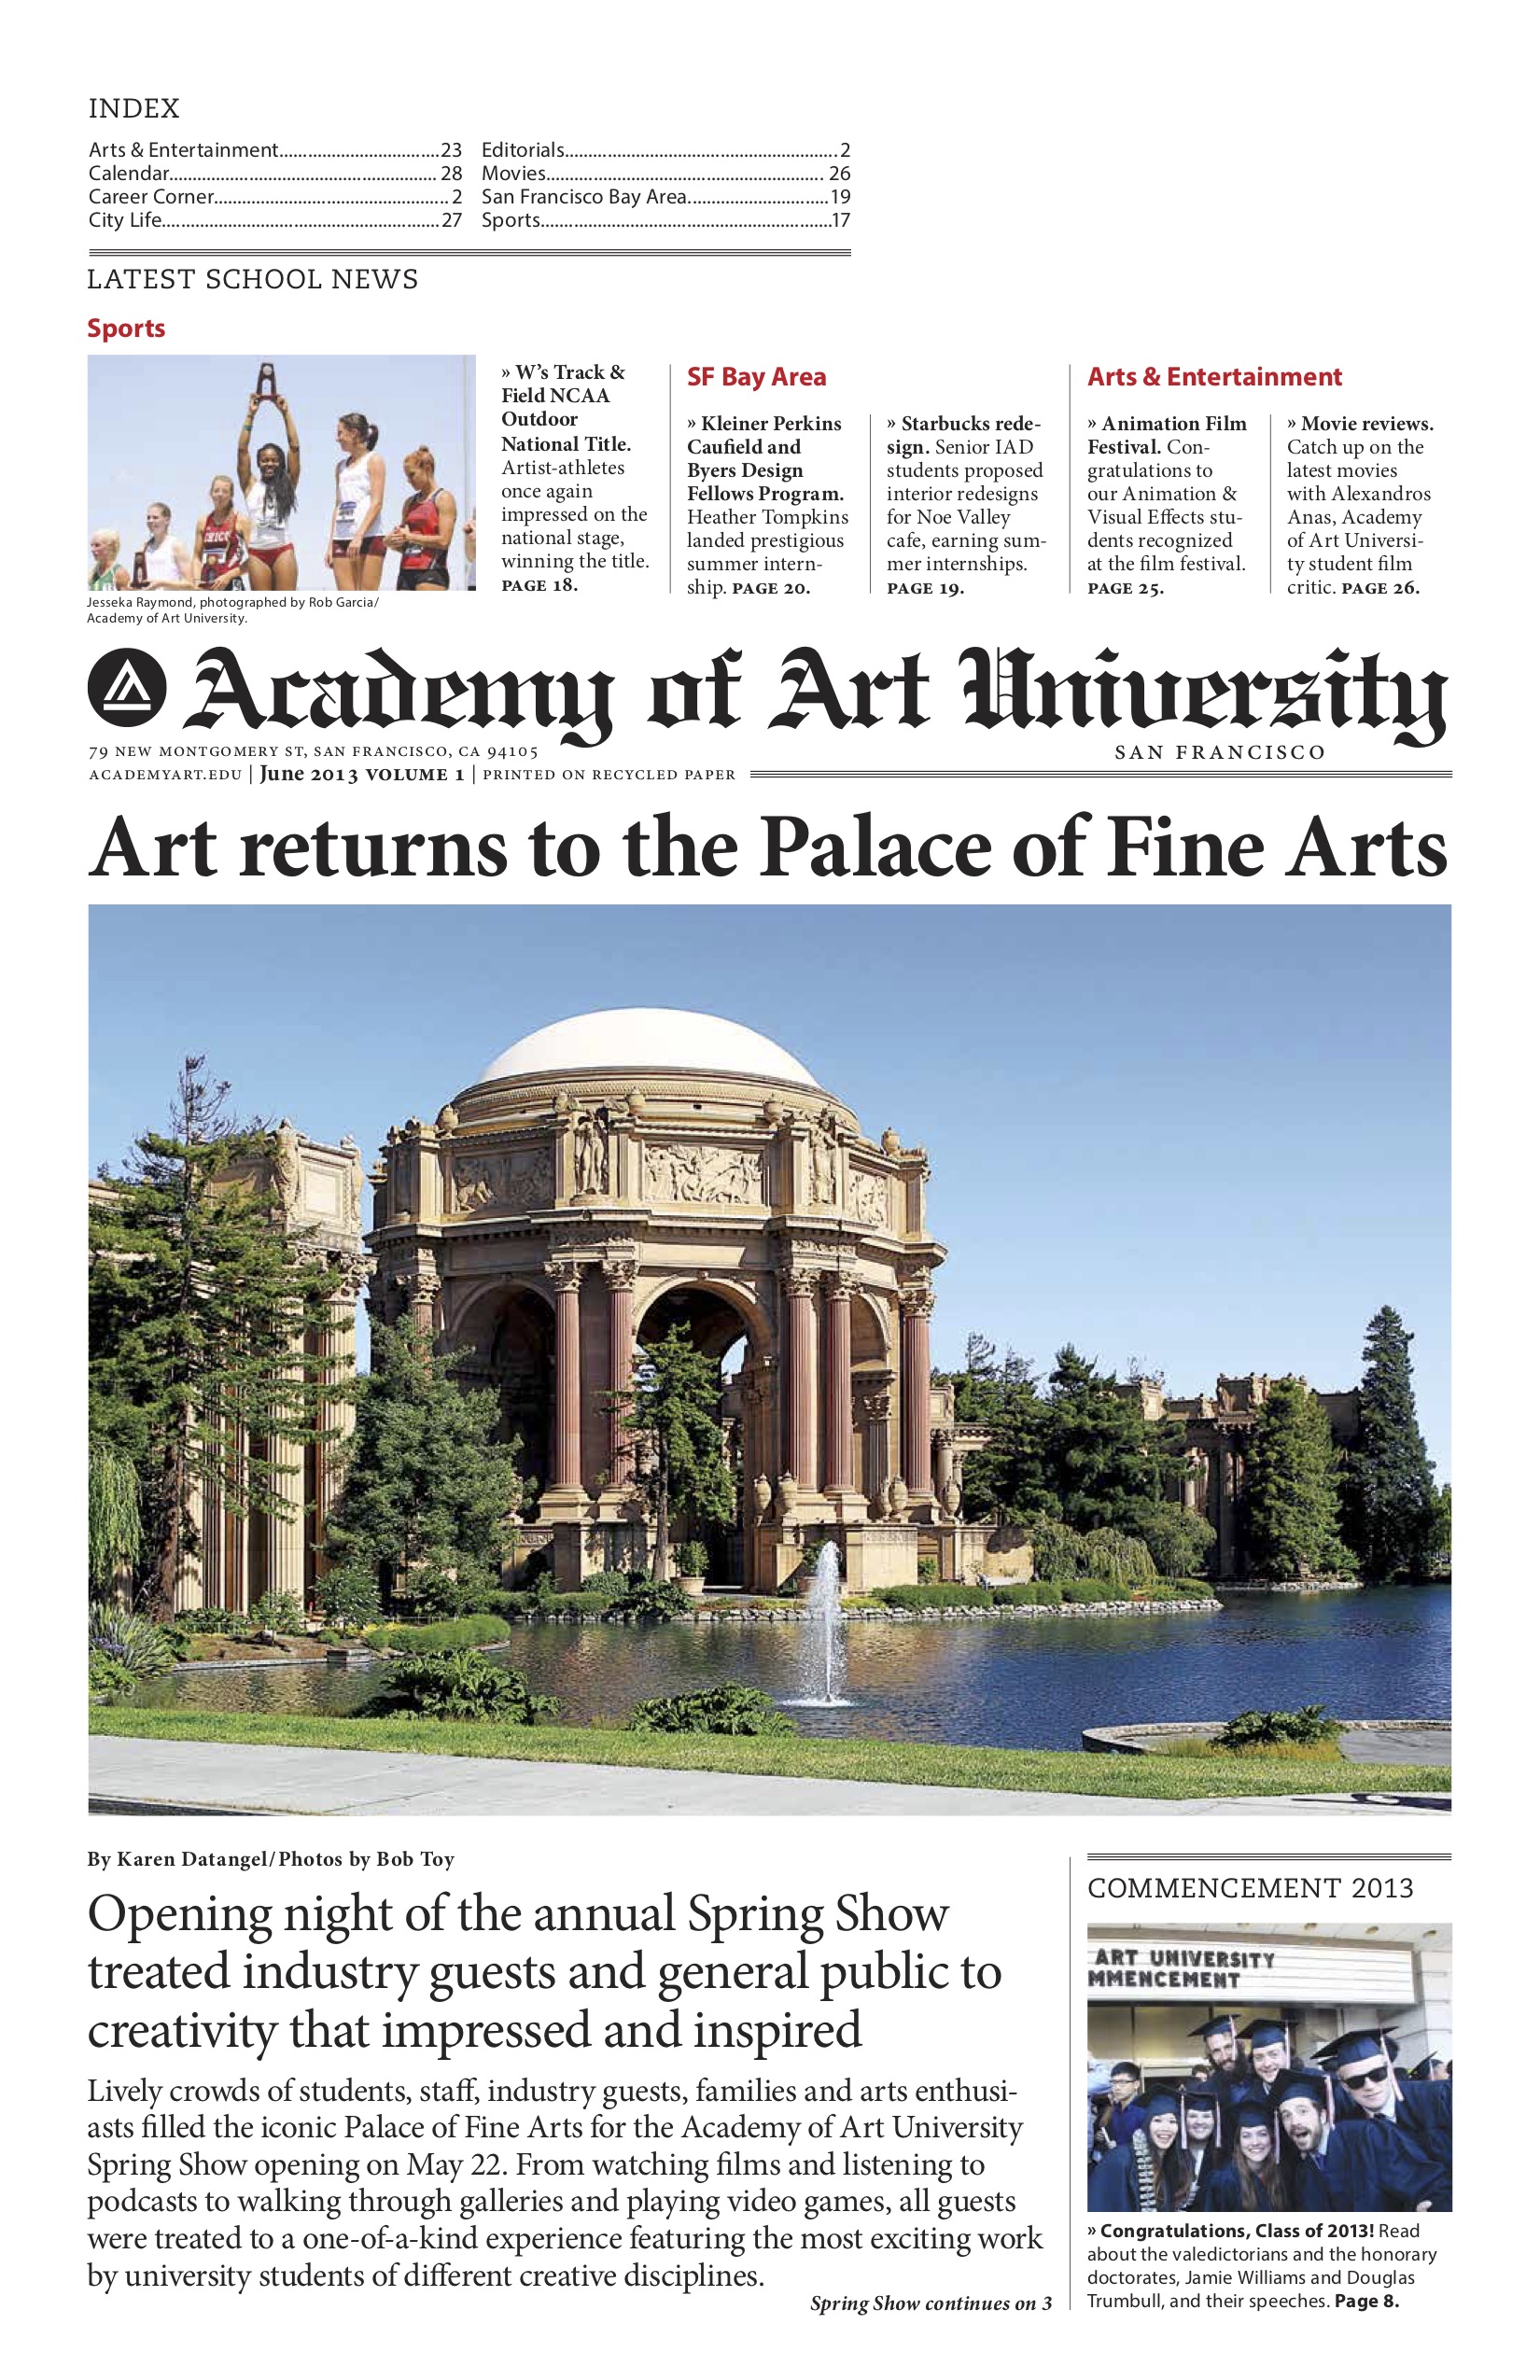 INDEX
Arts & Entertainment..................................23
Calendar......................................................... 28
Career Corner.................................................. 2
City Life...........................................................27
Editorials..........................................................2
Movies........................................................... 26
San Francisco Bay Area..............................19
Sports..............................................................17
LATEST SCHOOL NEWS
Sports
Jesseka Raymond, photographed by Rob Garcia/
Academy of Art University.
» W’s Track &
Field NCAA
Outdoor
National Title.
Artist-athletes
once again
impressed on the
national stage,
winning the title.
PAGE 18.
SF Bay Area
» Kleiner Perkins
Caufield and
Byers Design
Fellows Program.
Heather Tompkins
landed prestigious
summer intern-
ship. PAGE 20.
» Starbucks rede-
sign. Senior IAD
students proposed
interior redesigns
for Noe Valley
cafe, earning sum-
mer internships.
PAGE 19.
Arts & Entertainment
» Animation Film
Festival. Con-
gratulations to
our Animation &
Visual Effects stu-
dents recognized
at the film festival.
PAGE 25.
» Movie reviews.
Catch up on the
latest movies
with Alexandros
Anas, Academy
of Art Universi-
ty student film
critic. PAGE 26.
Academy of Art University
79 NEW MONTGOMERY ST, SAN FRANCISCO, CA 94105
SAN FRANCISCO
ACADEMYART.EDU | June 2013 VOLUME 1 | PRINTED ON RECYCLED PAPER
Art returns to the Palace of Fine Arts
By Karen Datangel/Photos by Bob Toy
Opening night of the annual Spring Show
treated industry guests and general public to
creativity that impressed and inspired
Lively crowds of students, staff, industry guests, families and arts enthusi-
asts filled the iconic Palace of Fine Arts for the Academy of Art University
Spring Show opening on May 22. From watching films and listening to
podcasts to walking through galleries and playing video games, all guests
were treated to a one-of-a-kind experience featuring the most exciting work
by university students of different creative disciplines.
Spring Show continues on 3
COMMENCEMENT 2013
ART UNIVERSITY
MMENCEMENT
» Congratulations, Class of 2013! Read
about the valedictorians and the honorary
doctorates, Jamie Williams and Douglas
Trumbull, and their speeches. Page 8.